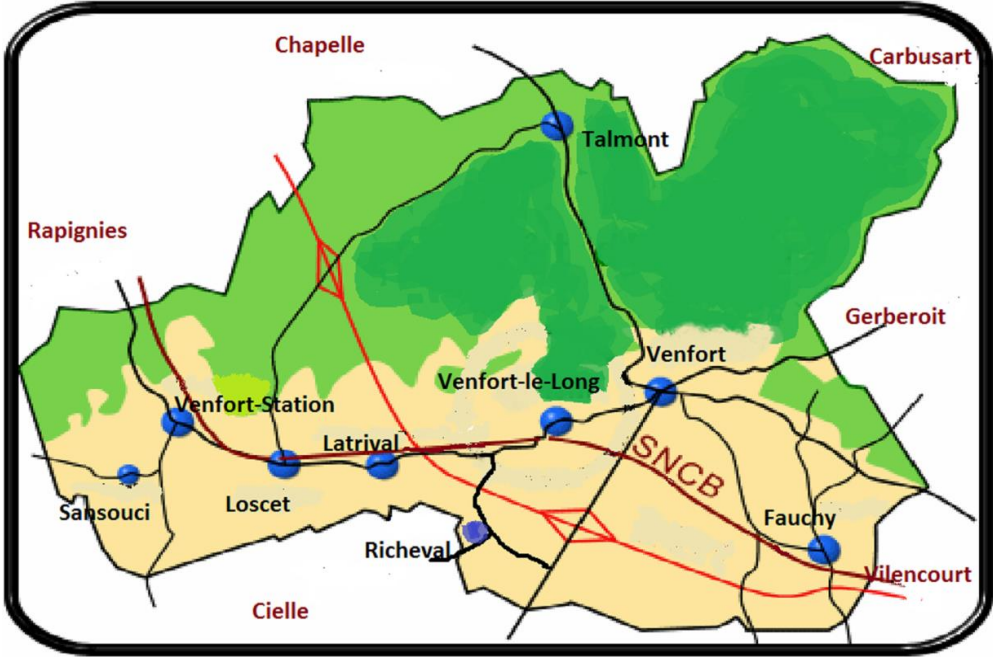 Chapelle
Carbusart
Talmont
Rapignies
Gerberoit
Venfort
Venfort-le-Long
Venfort-Station
Latrival
SNCB
Loscet
Sansouci
Fauchy
Richeval
Vilencourt
Cielle